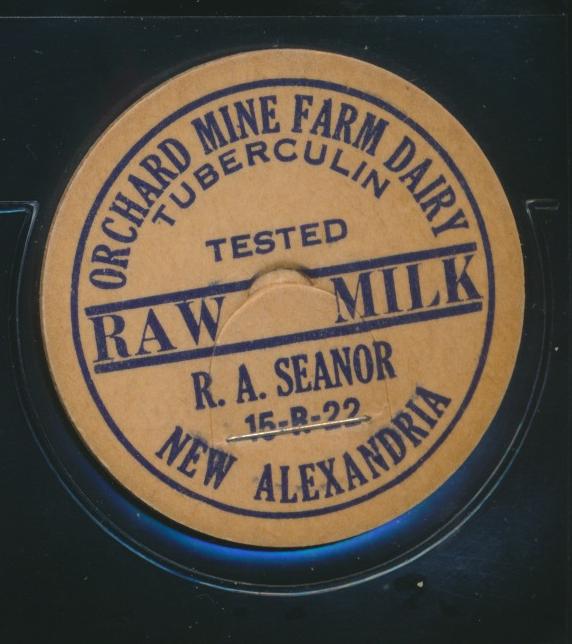 ORCHARD MINE FARM DAIRY
TUBERCULIN
TESTED
RAW MILK
R. A. SEANOR
15-R-22
NEW ALEXANDRIA